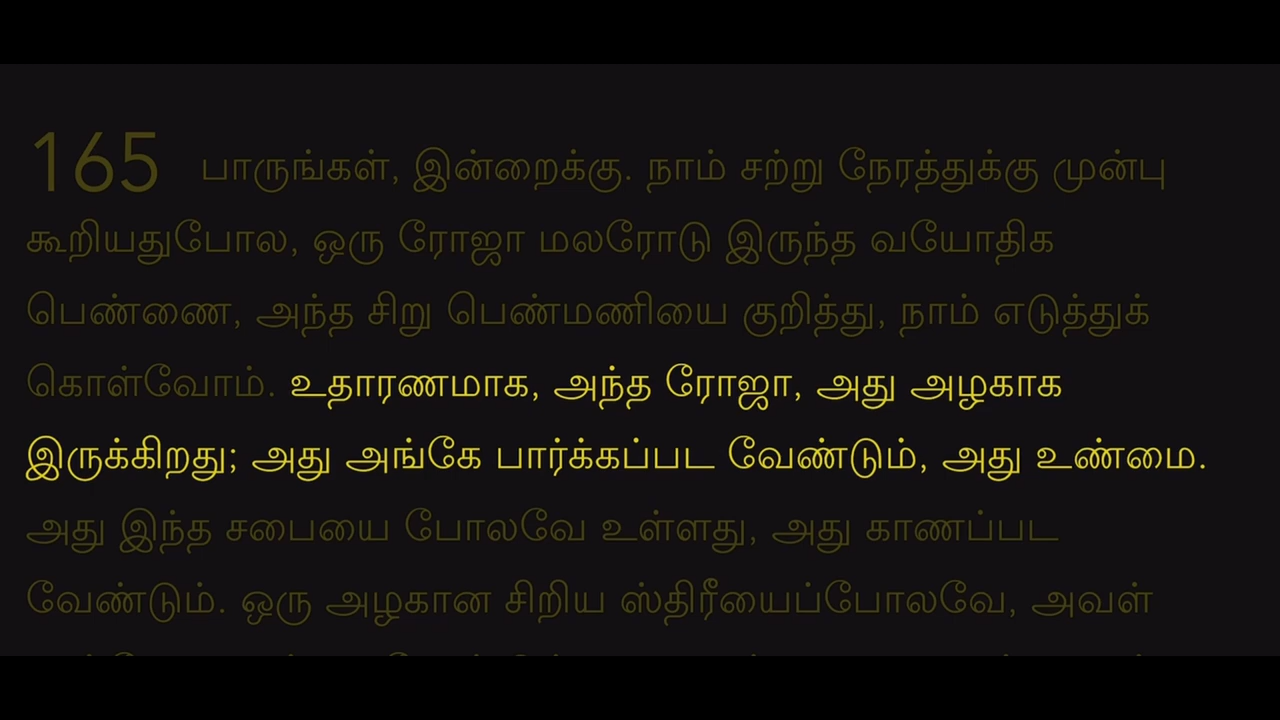 165 பாருங்கள், இன்றைக்கு. நாம் சற்று நேரத்துக்கு முன்பு
கூறியதுபோல, ஒரு ரோஜா மலரோடு இருந்த வயோதிக
பெண்ணை, அந்த சிறு பெண்மணியை குறித்து, நாம் எடுத்துக்
கொள்வோம். உதாரணமாக, அந்த ரோஜா, அது அழகாக
இருக்கிறது; அது அங்கே பார்க்கப்பட வேண்டும், அது உண்மை.
அது இந்த சபையை போலவே உள்ளது, அது காணப்பட
வேண்டும். ஒரு அழகான சிறிய ஸ்திரீயைப்போலவே, அவள்